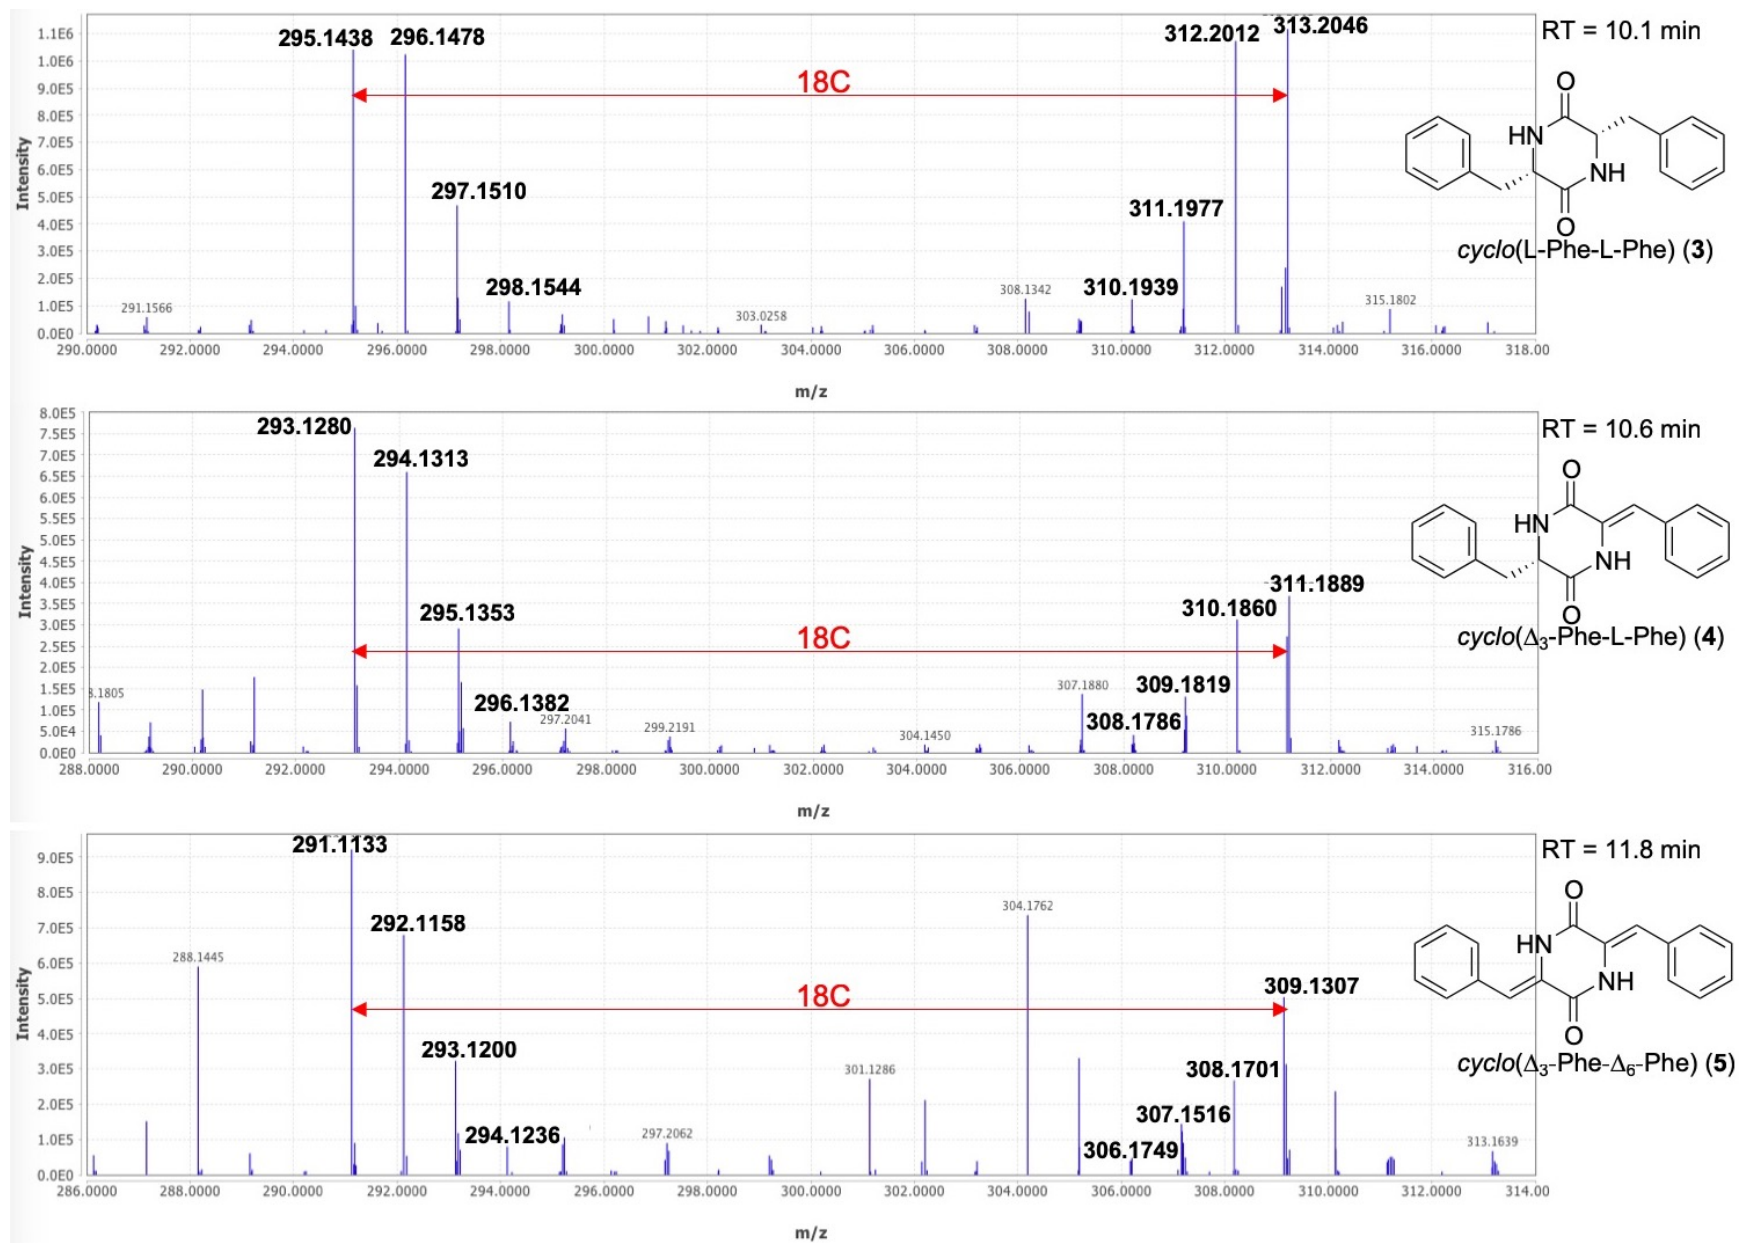 295.1438 296.1478 312.2012 313.2046 RT = 10.1 min
1.1E6
1.0E6
9.0E5
8.0E5
7.0E5
6.0E5
5.0E5
4.0E5
3.0E5
2.0E5
1.0E5
0.0E0
Intensity
18C
297.1510
311.1977
298.1544
310.1939
291.1566
303.0258
308.1342
315.1802
290.0000 292.0000 294.0000 296.0000 298.0000 300.0000 302.0000 304.0000 306.0000 308.0000 310.0000 312.0000 314.0000 316.0000 318.00
m/z
O
HN
NH
O
cyclo(L-Phe-L-Phe) (3)
293.1280 RT = 10.6 min
8.0E5
7.5E5
7.0E5
6.5E5
6.0E5
5.5E5
5.0E5
4.5E5
4.0E5
3.5E5
3.0E5
2.5E5
2.0E5
1.5E5
1.0E5
5.0E4
0.0E0
Intensity
294.1313
311.1889
295.1353
310.1860
18C
3.1805
296.1382
297.2041
299.2191
304.1450
307.1880
309.1819
308.1786
315.1786
288.0000 290.0000 292.0000 294.0000 296.0000 298.0000 300.0000 302.0000 304.0000 306.0000 308.0000 310.0000 312.0000 314.0000 316.00
m/z
O
HN
NH
O
cyclo(Δ3-Phe-L-Phe) (4)
291.1133 RT = 11.8 min
9.0E5
8.0E5
7.0E5
6.0E5
5.0E5
4.0E5
3.0E5
2.0E5
1.0E5
0.0E0
Intensity
292.1158
304.1762
288.1445
18C
309.1307
293.1200
301.1286
308.1701
294.1236
297.2062
307.1516
306.1749
313.1639
286.0000 288.0000 290.0000 292.0000 294.0000 296.0000 298.0000 300.0000 302.0000 304.0000 306.0000 308.0000 310.0000 312.0000 314.00
m/z
O
HN
NH
O
cyclo(Δ3-Phe-Δ6-Phe) (5)